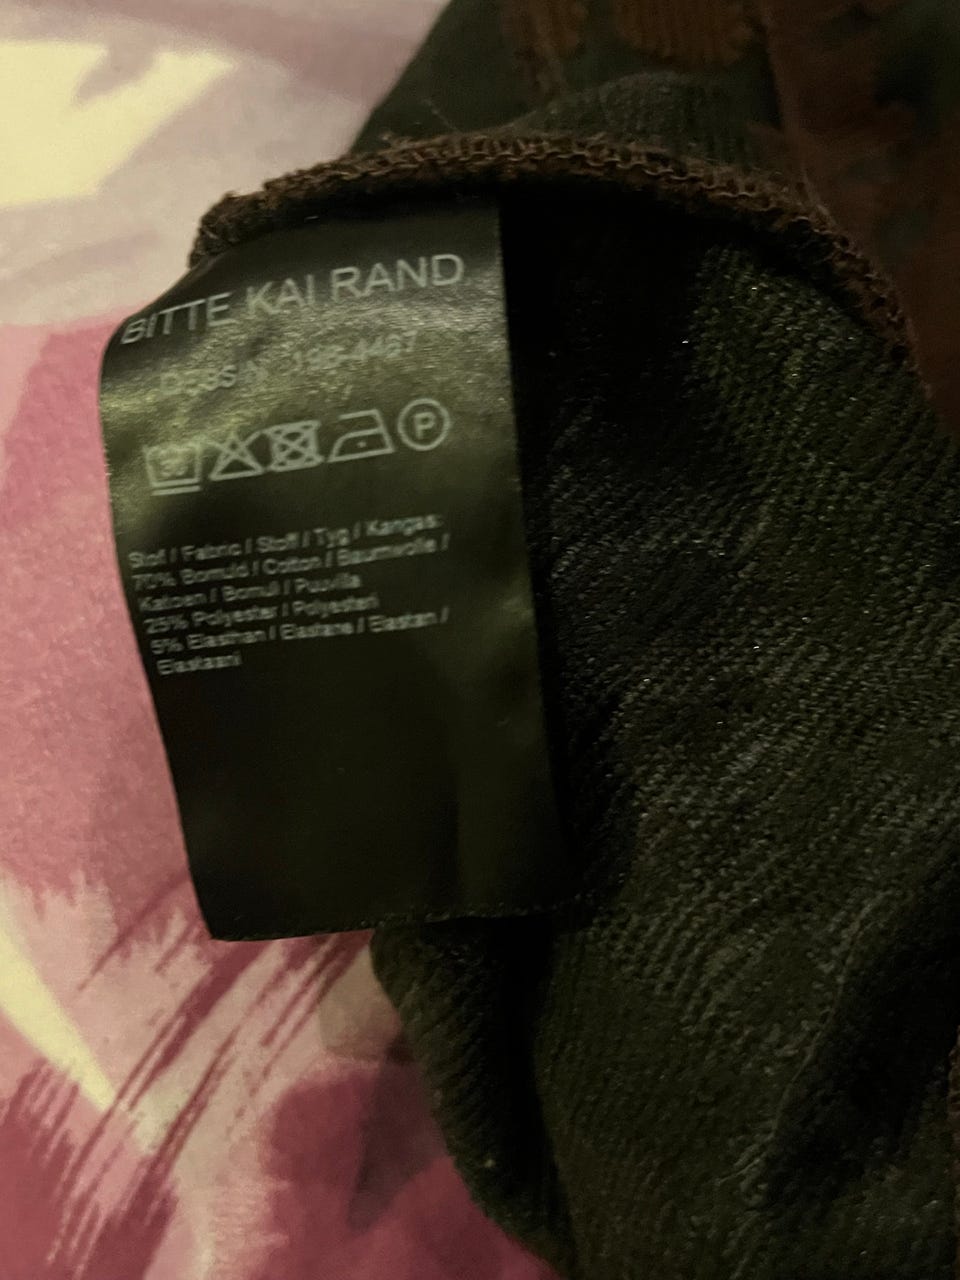 BITTE KAI RAND
30
P
Stof / Fabric / Stoff / Tyg / Kangas:
70% Bomuld / Cotton / Baumwolle /
Katoen / Bomull / Puuvilla
25% Polyester / Polyesteri
5% Elasthan / Elastane / Elastan /
Elastaani